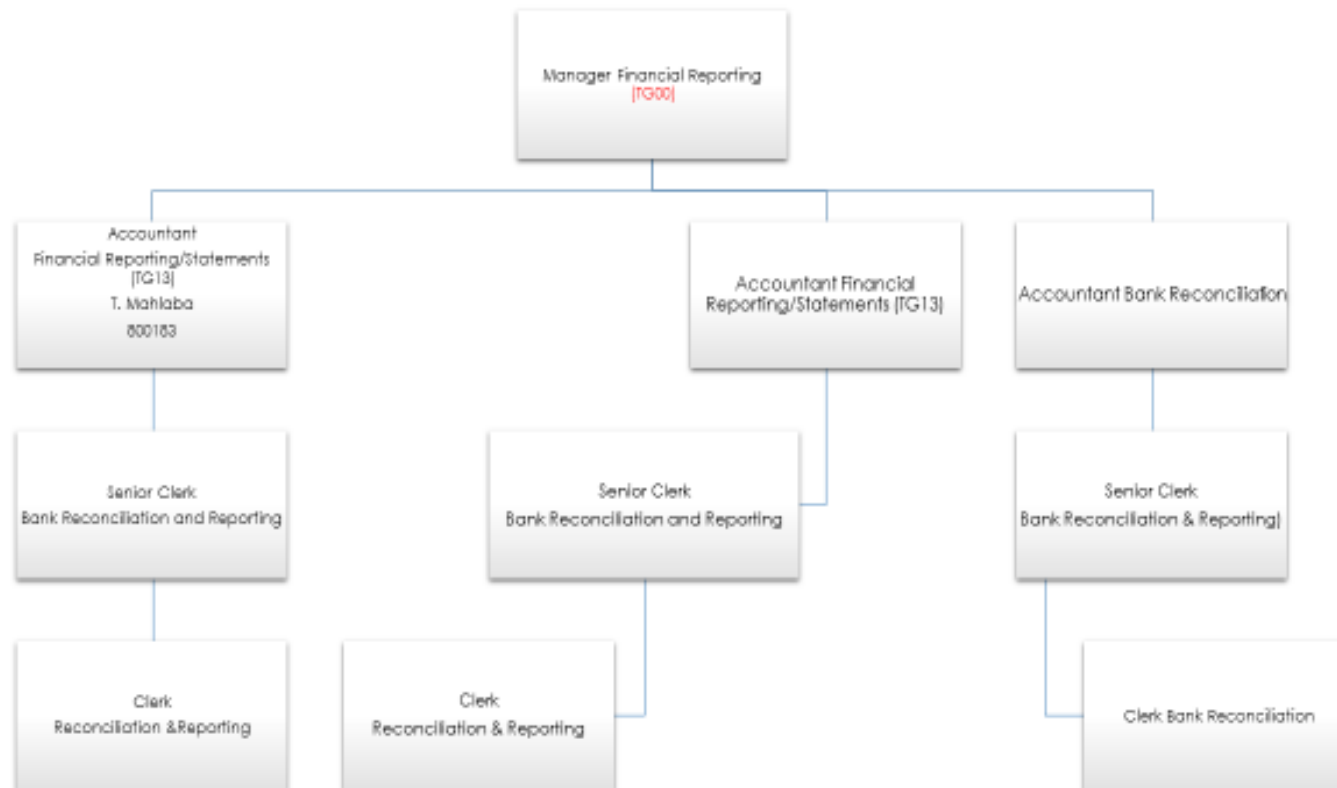 Manager Financial Reporting
(TG00)
Accountant
Financial Reporting/Statements
(TG13)
T. Mahlaba
800183
Accountant Financial
Reporting/Statements (TG13)
Accountant Bank Reconciliation
Senior Clerk
Bank Reconciliation and Reporting
Senior Clerk
Bank Reconciliation and Reporting
Senior Clerk
Bank Reconciliation & Reporting)
Clerk
Reconciliation &Reporting
Clerk
Reconciliation & Reporting
Clerk Bank Reconciliation